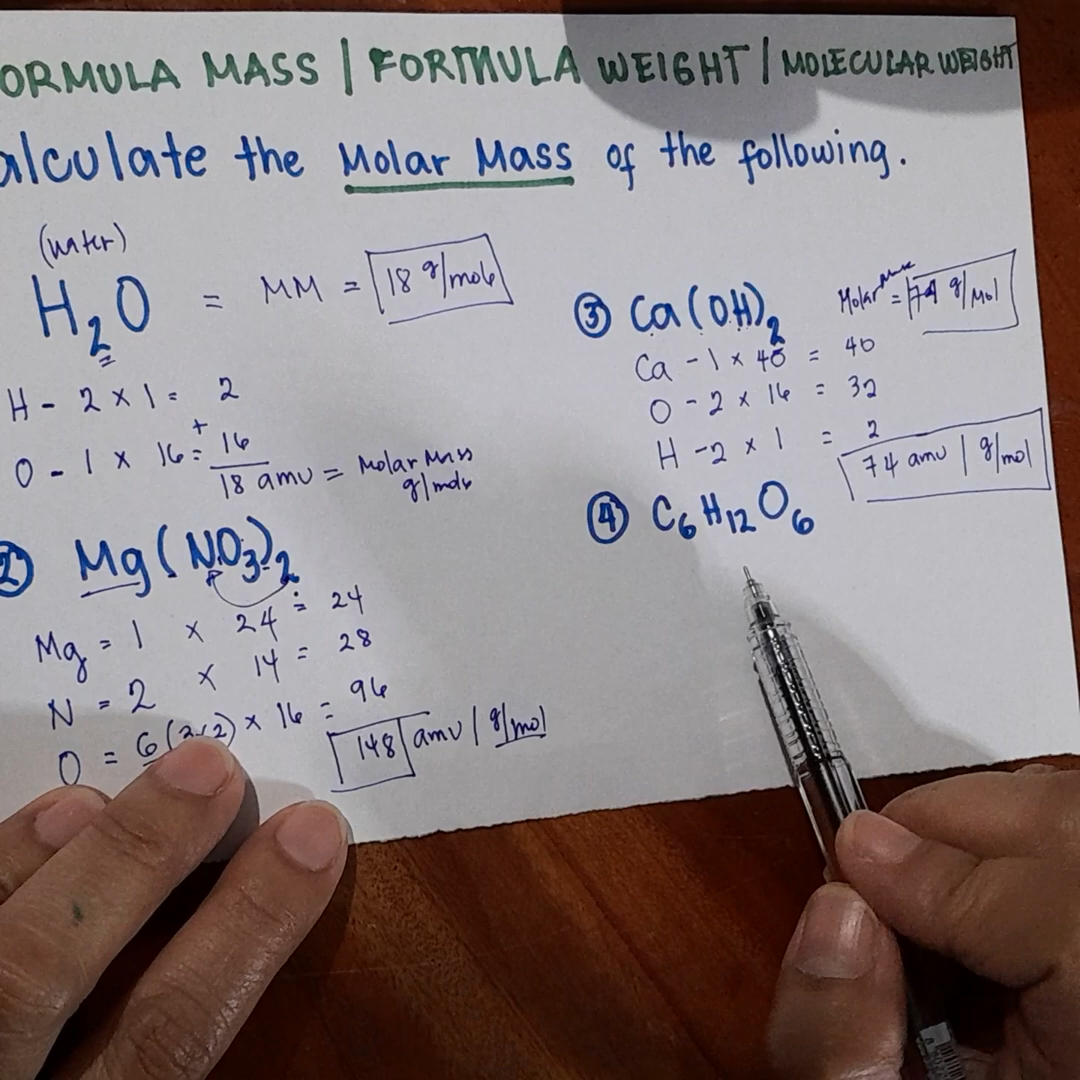 ORMULA MASS | FORMULA WEIGHT | MOLECULAR WEIGHT
alculate the Molar Mass of the following.
(water)
H2O = MM = 18 g/mole
H - 2 x 1 = 2
+
O - 1 x 16 = 16
18 amu = Molar Mass
g/mole
2) Mg(NO3)2
Mg = 1 x 24 = 24
N = 2 x 14 = 28
O = 6(3x2) x 16 = 96
148 amu | g/mol
③ Ca(OH)2 Molar Mass = 74 g/mol
Ca - 1 x 40 = 40
O - 2 x 16 = 32
H - 2 x 1 = 2
74 amu | g/mol
④ C6H12O6